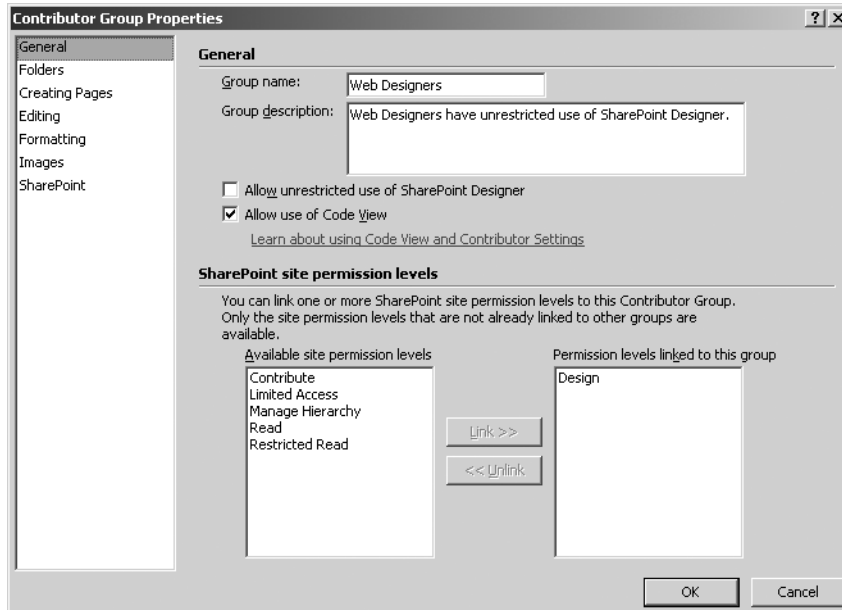 Contributor Group Properties
General
Folders
Creating Pages
Editing
Formatting
Images
SharePoint
General
Group name:
Web Designers
Group description:
Web Designers have unrestricted use of SharePoint Designer.
Allow unrestricted use of SharePoint Designer
Allow use of Code View
Learn about using Code View and Contributor Settings
SharePoint site permission levels
You can link one or more SharePoint site permission levels to this Contributor Group.
Only the site permission levels that are not already linked to other groups are
available.
Available site permission levels
Contribute
Limited Access
Manage Hierarchy
Read
Restricted Read
Link >>
<< Unlink
Permission levels linked to this group
Design
OK
Cancel